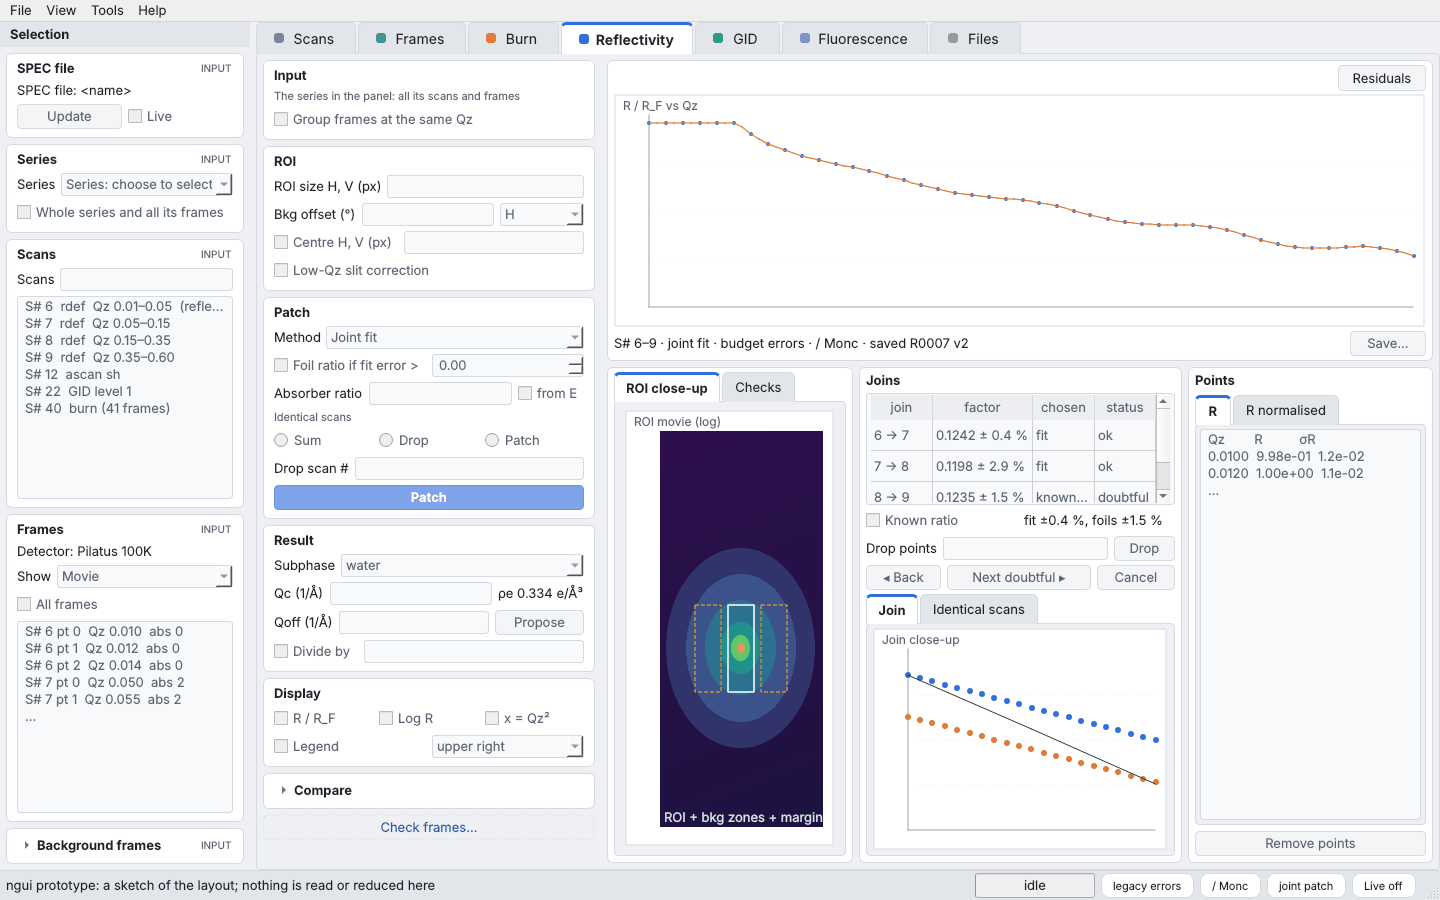 File View Tools Help
Selection
SPEC file INPUT
SPEC file: <name>
Update Live
Series INPUT
Series Series: choose to select
Whole series and all its frames
Scans INPUT
Scans
S# 6 rdef Qz 0.01–0.05 (refle...
S# 7 rdef Qz 0.05–0.15
S# 8 rdef Qz 0.15–0.35
S# 9 rdef Qz 0.35–0.60
S# 12 ascan sh
S# 22 GID level 1
S# 40 burn (41 frames)
Frames INPUT
Detector: Pilatus 100K
Show Movie
All frames
S# 6 pt 0 Qz 0.010 abs 0
S# 6 pt 1 Qz 0.012 abs 0
S# 6 pt 2 Qz 0.014 abs 0
S# 7 pt 0 Qz 0.050 abs 2
S# 7 pt 1 Qz 0.055 abs 2
...
Background frames INPUT
Scans Frames Burn Reflectivity GID Fluorescence Files
Input
The series in the panel: all its scans and frames
Group frames at the same Qz
ROI
ROI size H, V (px)
Bkg offset (°) H
Centre H, V (px)
Low-Qz slit correction
Patch
Method Joint fit
Foil ratio if fit error > 0.00
Absorber ratio from E
Identical scans
Sum Drop Patch
Drop scan #
Patch
Result
Subphase water
Qc (1/Å) ρe 0.334 e/Å³
Qoff (1/Å) Propose
Divide by
Display
R / R_F Log R x = Qz²
Legend upper right
Compare
Check frames...
Residuals
R / R_F vs Qz
S# 6–9 · joint fit · budget errors · / Monc · saved R0007 v2 Save...
ROI close-up Checks
ROI movie (log)
ROI + bkg zones + margin
Joins
join factor chosen status
6 → 7 0.1242 ± 0.4 % fit ok
7 → 8 0.1198 ± 2.9 % fit ok
8 → 9 0.1235 ± 1.5 % known... doubtful
Known ratio fit ±0.4 %, foils ±1.5 %
Drop points Drop
◂ Back Next doubtful ▸ Cancel
Join Identical scans
Join close-up
Points
R R normalised
Qz R σR
0.0100 9.98e-01 1.2e-02
0.0120 1.00e+00 1.1e-02
...
Remove points
ngui prototype: a sketch of the layout; nothing is read or reduced here idle legacy errors / Monc joint patch Live off